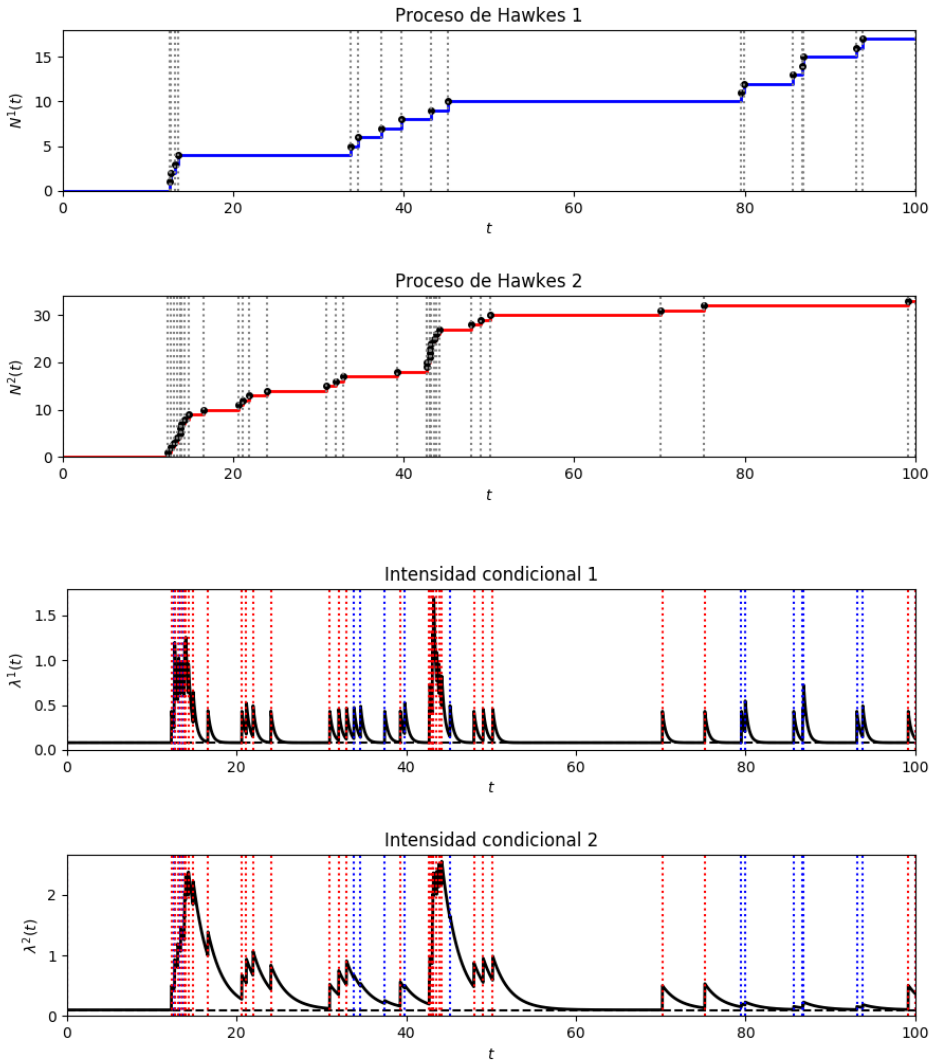 Proceso de Hawkes 1
N¹(t)
15
10
5
0
0 20 40 60 80 100
t
Proceso de Hawkes 2
N²(t)
30
20
10
0
0 20 40 60 80 100
t
Intensidad condicional 1
λ¹(t)
1.5
1.0
0.5
0.0
0 20 40 60 80 100
t
Intensidad condicional 2
λ²(t)
2
1
0
0 20 40 60 80 100
t